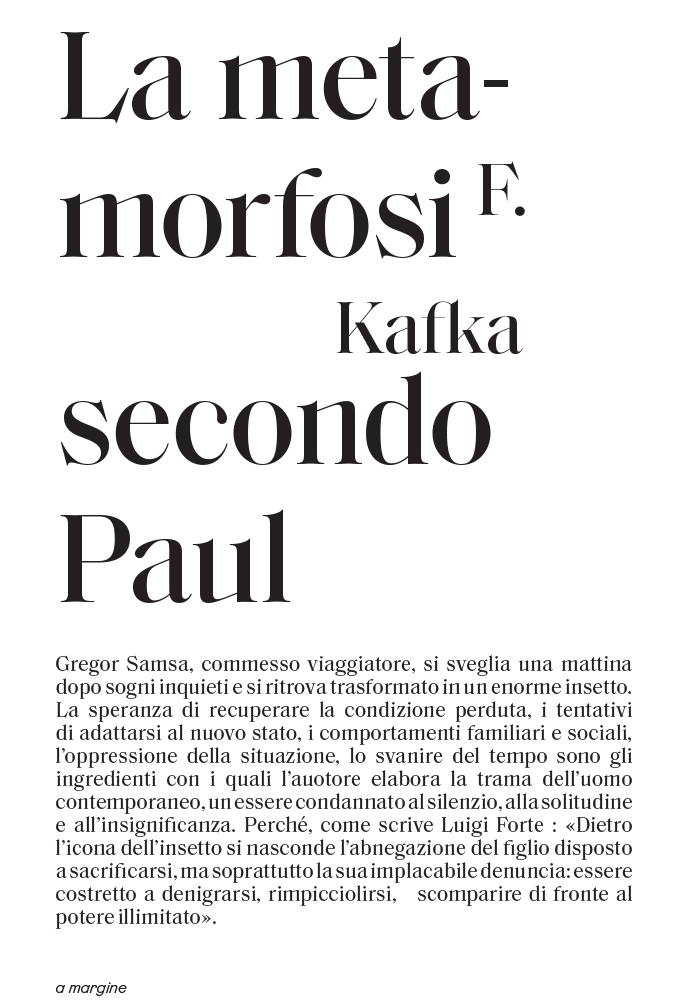 La meta-
morfosi F.
Kafka
secondo
Paul
Gregor Samsa, commesso viaggiatore, si sveglia una mattina
dopo sogni inquieti e si ritrova trasformato in un enorme insetto.
La speranza di recuperare la condizione perduta, i tentativi
di adattarsi al nuovo stato, i comportamenti familiari e sociali,
l’oppressione della situazione, lo svanire del tempo sono gli
ingredienti con i quali l’auotore elabora la trama dell’uomo
contemporaneo, un essere condannato al silenzio, alla solitudine
e all’insignificanza. Perché, come scrive Luigi Forte : «Dietro
l’icona dell’insetto si nasconde l’abnegazione del figlio disposto
a sacrificarsi, ma soprattutto la sua implacabile denuncia: essere
costretto a denigrarsi, rimpicciolirsi, scomparire di fronte al
potere illimitato».
a margine